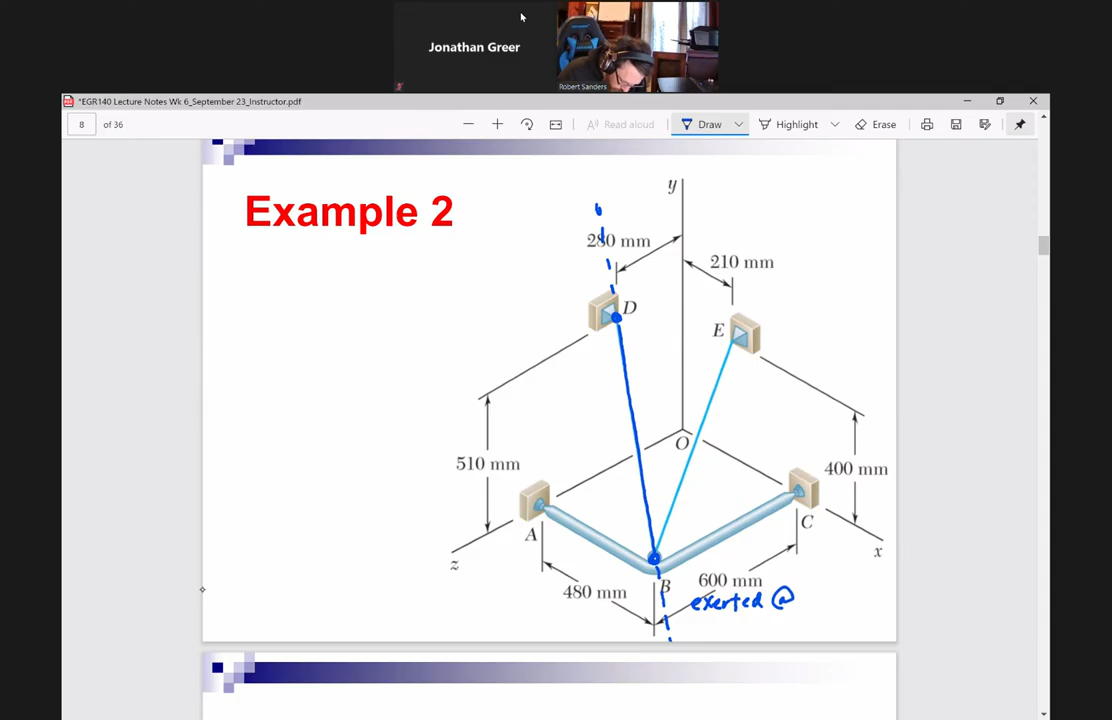 Jonathan Greer
Robert Sanders
*EGR140 Lecture Notes Wk 6_September 23_Instructor.pdf
8 of 36
Read aloud
Draw
Highlight
Erase
Example 2
y
280 mm
210 mm
D
E
O
510 mm
400 mm
A
C
z
x
B
480 mm
600 mm
exerted @